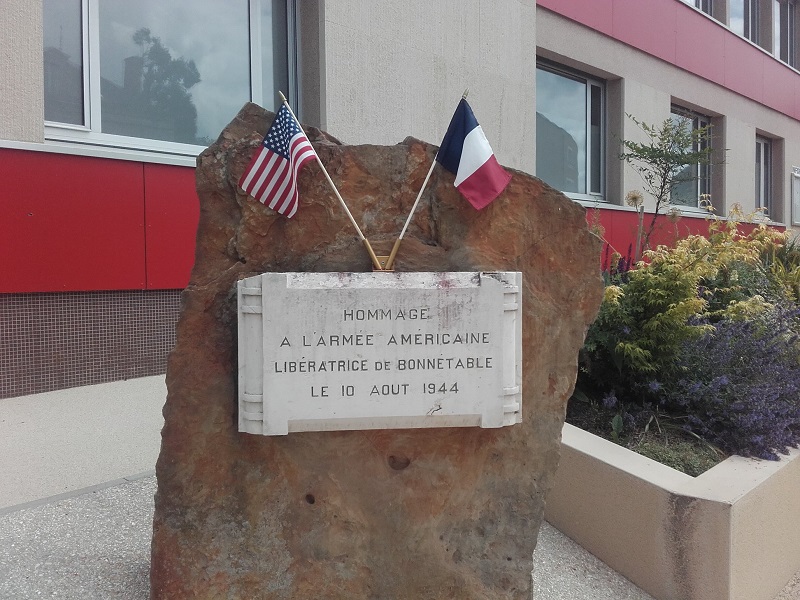 HOMMAGE
A L'ARMÉE AMÉRICAINE
LIBÉRATRICE DE BONNÉTABLE
LE 10 AOUT 1944